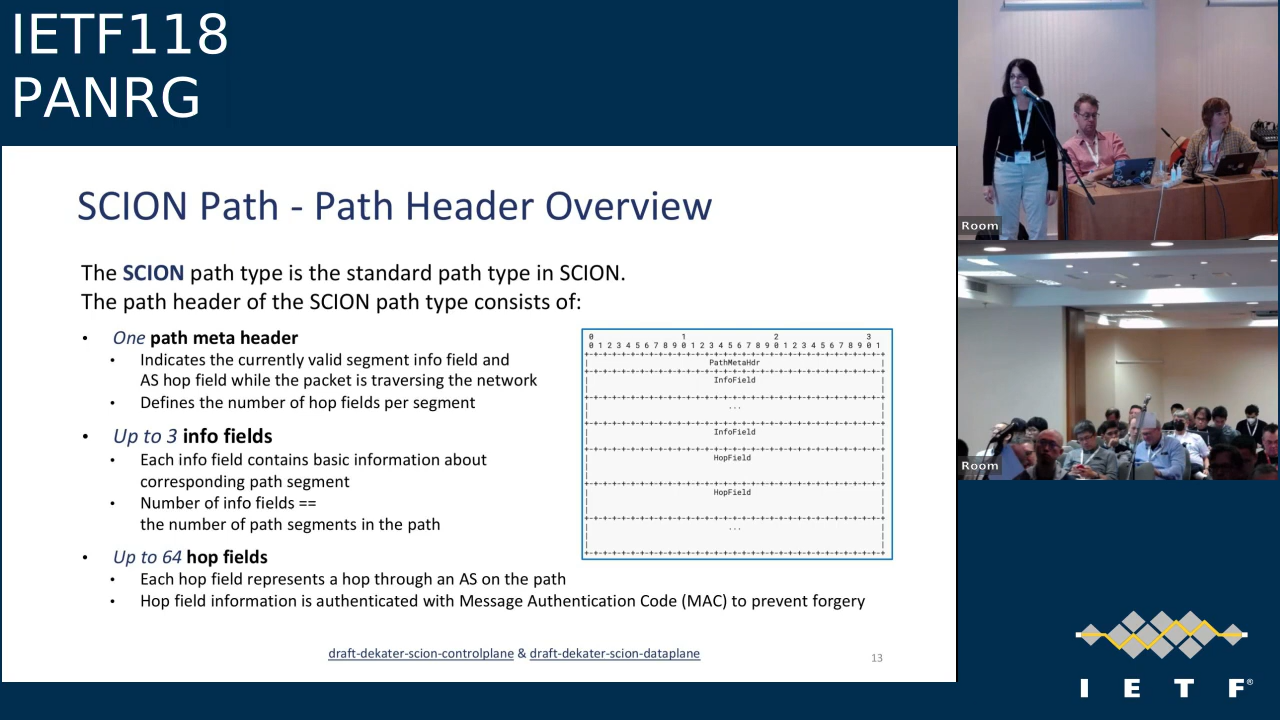 IETF118
PANRG
SCION Path - Path Header Overview
The SCION path type is the standard path type in SCION.
The path header of the SCION path type consists of:
• One path meta header
• Indicates the currently valid segment info field and
AS hop field while the packet is traversing the network
• Defines the number of hop fields per segment
• Up to 3 info fields
• Each info field contains basic information about
corresponding path segment
• Number of info fields ==
the number of path segments in the path
• Up to 64 hop fields
• Each hop field represents a hop through an AS on the path
• Hop field information is authenticated with Message Authentication Code (MAC) to prevent forgery
0 1 2 3
0 1 2 3 4 5 6 7 8 9 0 1 2 3 4 5 6 7 8 9 0 1 2 3 4 5 6 7 8 9 0 1
PathMetaHdr
InfoField
...
InfoField
HopField
HopField
...
draft-dekater-scion-controlplane & draft-dekater-scion-dataplane
13
Room
Room
I E T F®